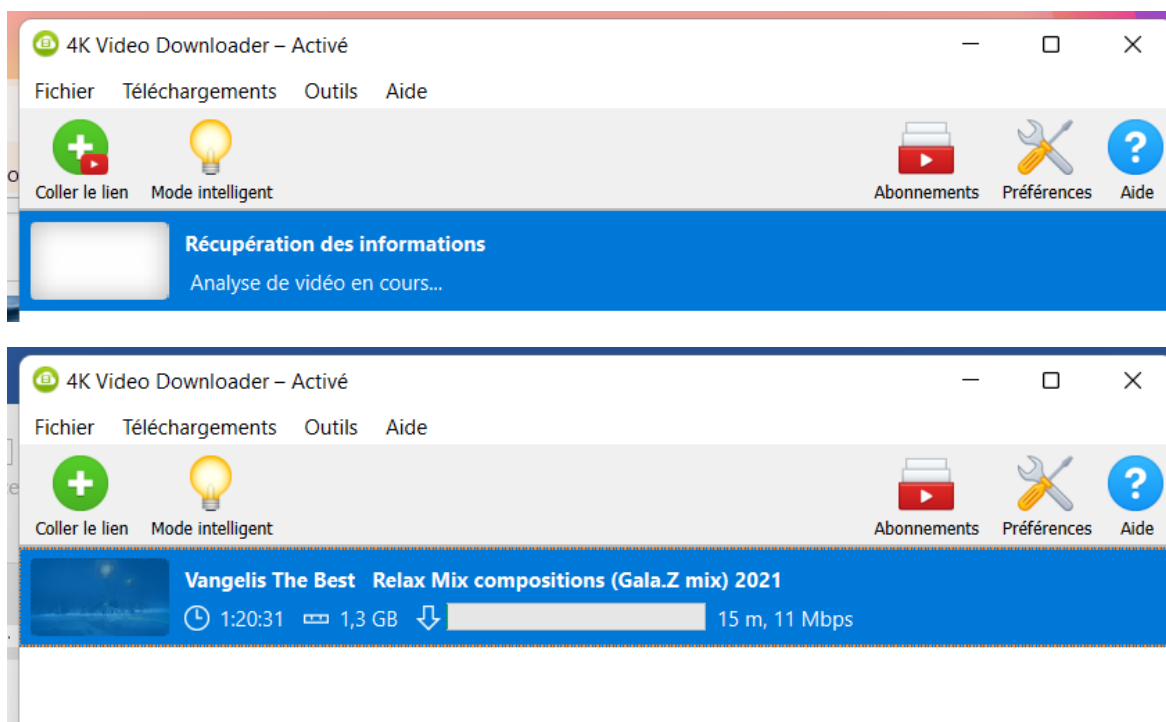 4K Video Downloader – Activé
Fichier Téléchargements Outils Aide
Coller le lien Mode intelligent Abonnements Préférences Aide
Récupération des informations
Analyse de vidéo en cours...
4K Video Downloader – Activé
Fichier Téléchargements Outils Aide
Coller le lien Mode intelligent Abonnements Préférences Aide
Vangelis The Best Relax Mix compositions (Gala.Z mix) 2021
1:20:31 1,3 GB 15 m, 11 Mbps